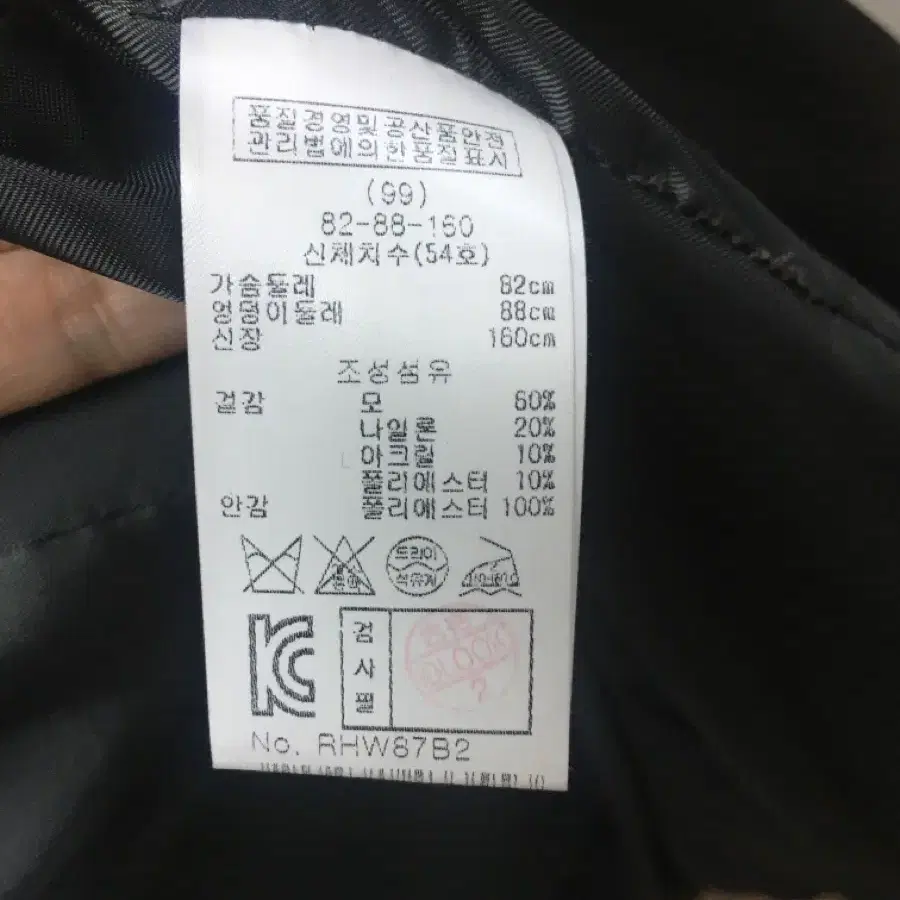 품질경영및공산품안전
관리법에의한품질표시
(99)
82-88-160
신체치수(54호)
가슴둘레 82cm
엉덩이둘레 88cm
신장 160cm
조성섬유
겉감 모 60%
나일론 20%
아크릴 10%
폴리에스터 10%
안감 폴리에스터 100%
드라이
석유계
검사필
No. RHW87B2